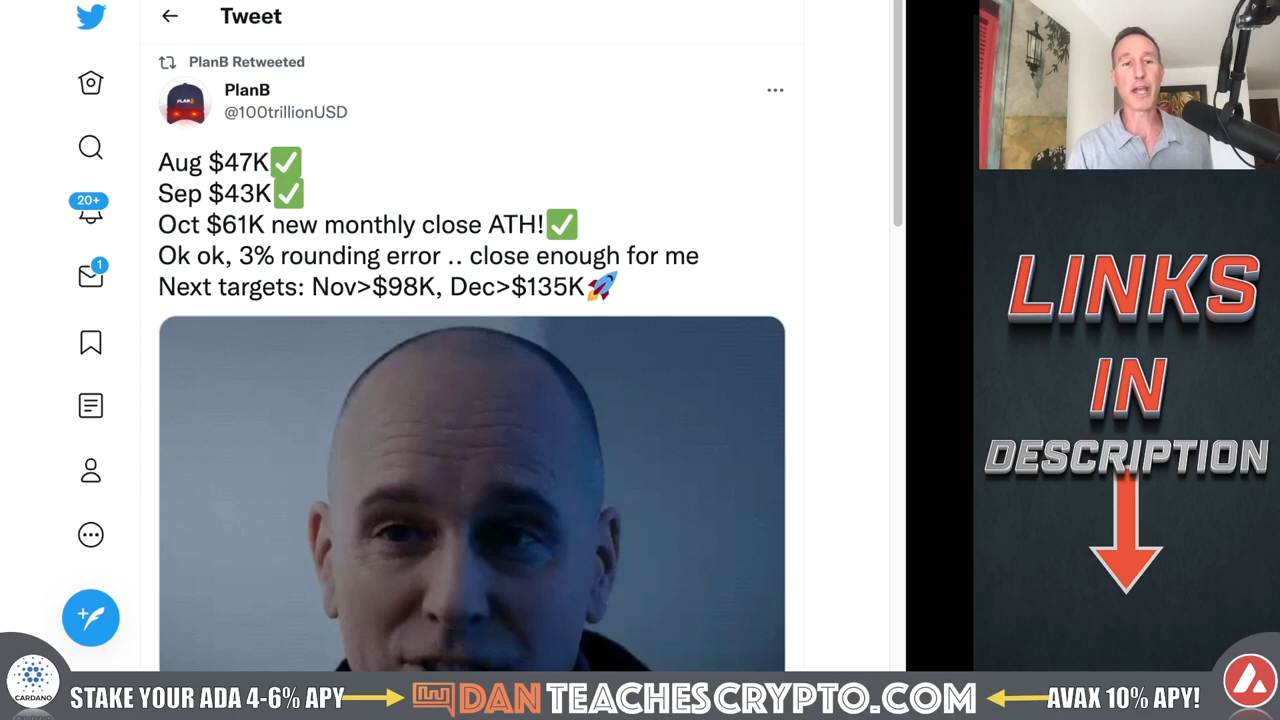 Tweet
PlanB Retweeted
PlanB
@100trillionUSD
Aug $47K✅
Sep $43K✅
Oct $61K new monthly close ATH!✅
Ok ok, 3% rounding error .. close enough for me
Next targets: Nov>$98K, Dec>$135K🚀
20+
1
LINKS
IN
DESCRIPTION
CARDANO
STAKE YOUR ADA 4-6% APY
DANTEACHESCRYPTO.COM
AVAX 10% APY!